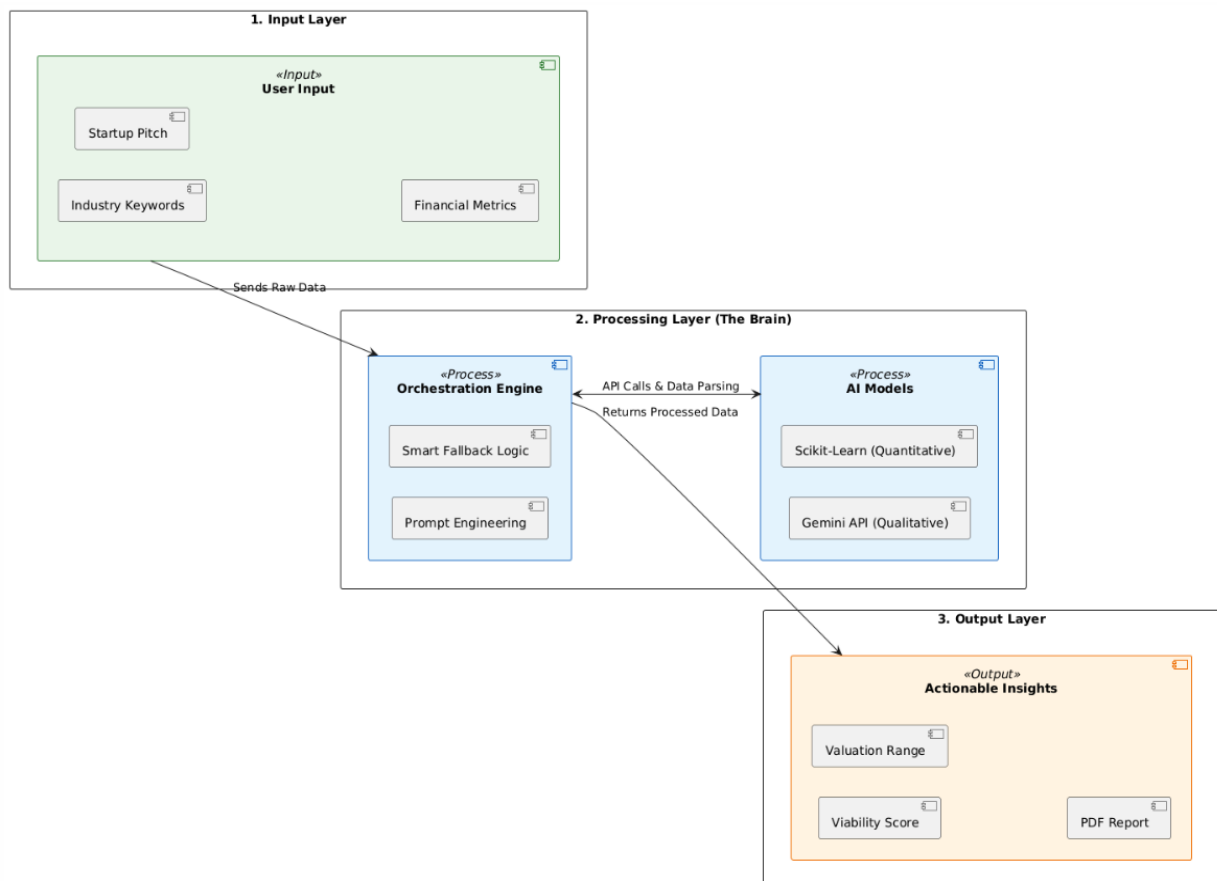 1. Input Layer
«Input»
User Input
Startup Pitch
Industry Keywords
Financial Metrics
Sends Raw Data
2. Processing Layer (The Brain)
«Process»
Orchestration Engine
Smart Fallback Logic
Prompt Engineering
API Calls & Data Parsing
Returns Processed Data
«Process»
AI Models
Scikit-Learn (Quantitative)
Gemini API (Qualitative)
3. Output Layer
«Output»
Actionable Insights
Valuation Range
Viability Score
PDF Report